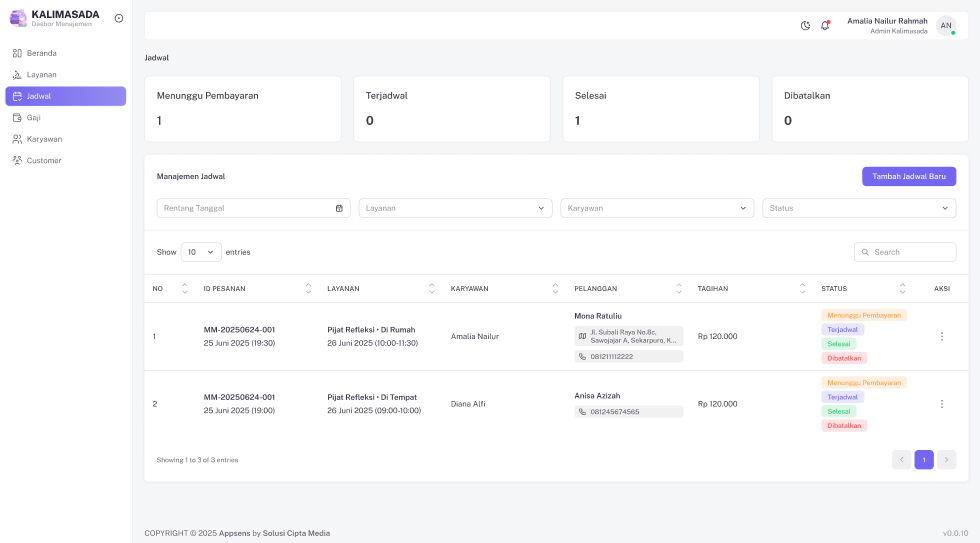 KALIMASADA
Dasbor Manajemen
Amalia Nailur Rahmah
Admin Kalimasada
AN
Beranda
Layanan
Jadwal
Gaji
Karyawan
Customer
Jadwal
Menunggu Pembayaran
1
Terjadwal
0
Selesai
1
Dibatalkan
0
Manajemen Jadwal
Tambah Jadwal Baru
Rentang Tanggal
Layanan
Karyawan
Status
Show 10 entries
Search
NO ID PESANAN LAYANAN KARYAWAN PELANGGAN TAGIHAN STATUS AKSI
1
MM-20250624-001
25 Juni 2025 (19:30)
Pijat Refleksi • Di Rumah
26 Juni 2025 (10:00-11:30)
Amalia Nailur
Mona Ratuliu
Jl. Subali Raya No.8c,
Sawojajar A, Sekarpuro, K...
081211112222
Rp 120.000
Menunggu Pembayaran
Terjadwal
Selesai
Dibatalkan
2
MM-20250624-001
25 Juni 2025 (19:00)
Pijat Refleksi • Di Tempat
26 Juni 2025 (09:00-10:00)
Diana Alfi
Anisa Azizah
081245674565
Rp 120.000
Menunggu Pembayaran
Terjadwal
Selesai
Dibatalkan
Showing 1 to 3 of 3 entries
1
COPYRIGHT © 2025 Appsens by Solusi Cipta Media
v0.0.10